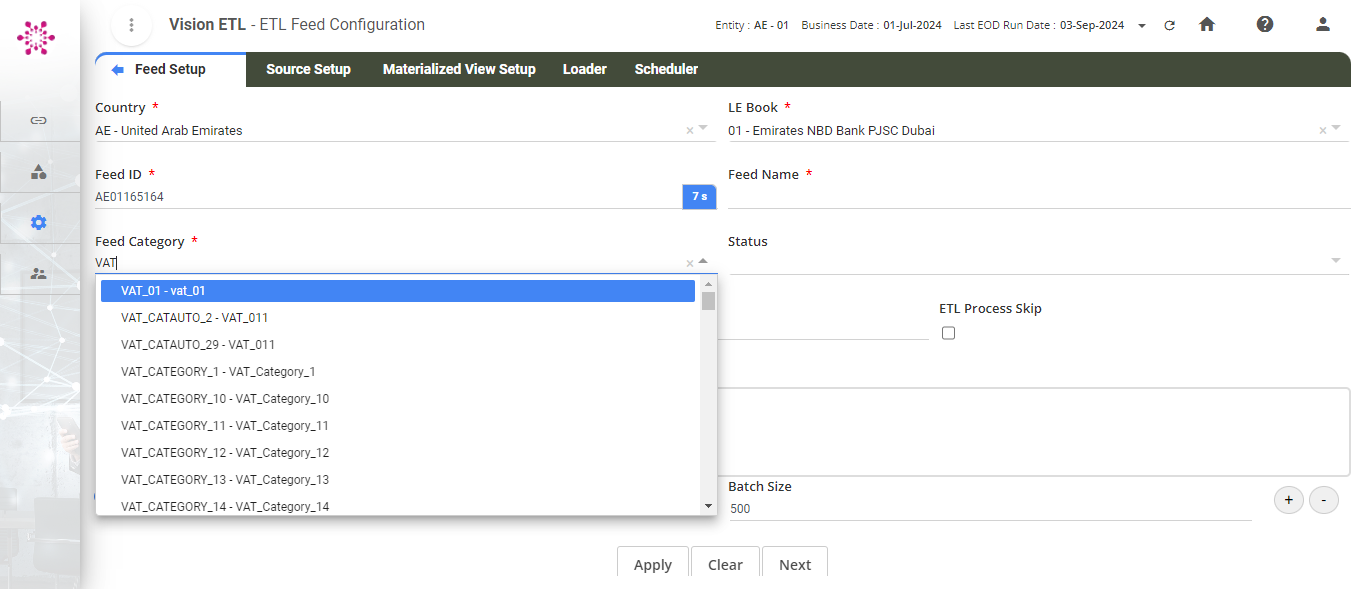 Vision ETL - ETL Feed Configuration
Entity : AE - 01 Business Date : 01-Jul-2024 Last EOD Run Date : 03-Sep-2024
Feed Setup Source Setup Materialized View Setup Loader Scheduler
Country * LE Book *
AE - United Arab Emirates × 01 - Emirates NBD Bank PJSC Dubai ×
Feed ID * Feed Name *
AE01165164 7 s
Feed Category * Status
VAT ×
VAT_01 - vat_01
VAT_CATAUTO_2 - VAT_011
ETL Process Skip
VAT_CATAUTO_29 - VAT_011
VAT_CATEGORY_1 - VAT_Category_1
VAT_CATEGORY_10 - VAT_Category_10
VAT_CATEGORY_11 - VAT_Category_11
VAT_CATEGORY_12 - VAT_Category_12
VAT_CATEGORY_13 - VAT_Category_13
VAT_CATEGORY_14 - VAT_Category_14
Batch Size
500 + -
Apply Clear Next